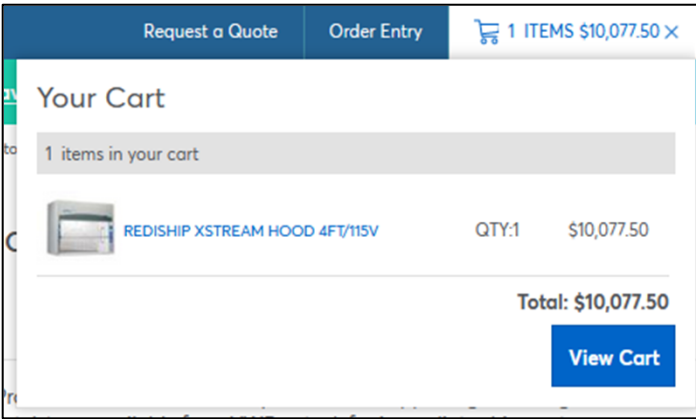 Request a Quote
Order Entry
1 ITEMS $10,077.50 ×
Your Cart
1 items in your cart
REDISHIP XSTREAM HOOD 4FT/115V
QTY:1
$10,077.50
Total: $10,077.50
View Cart